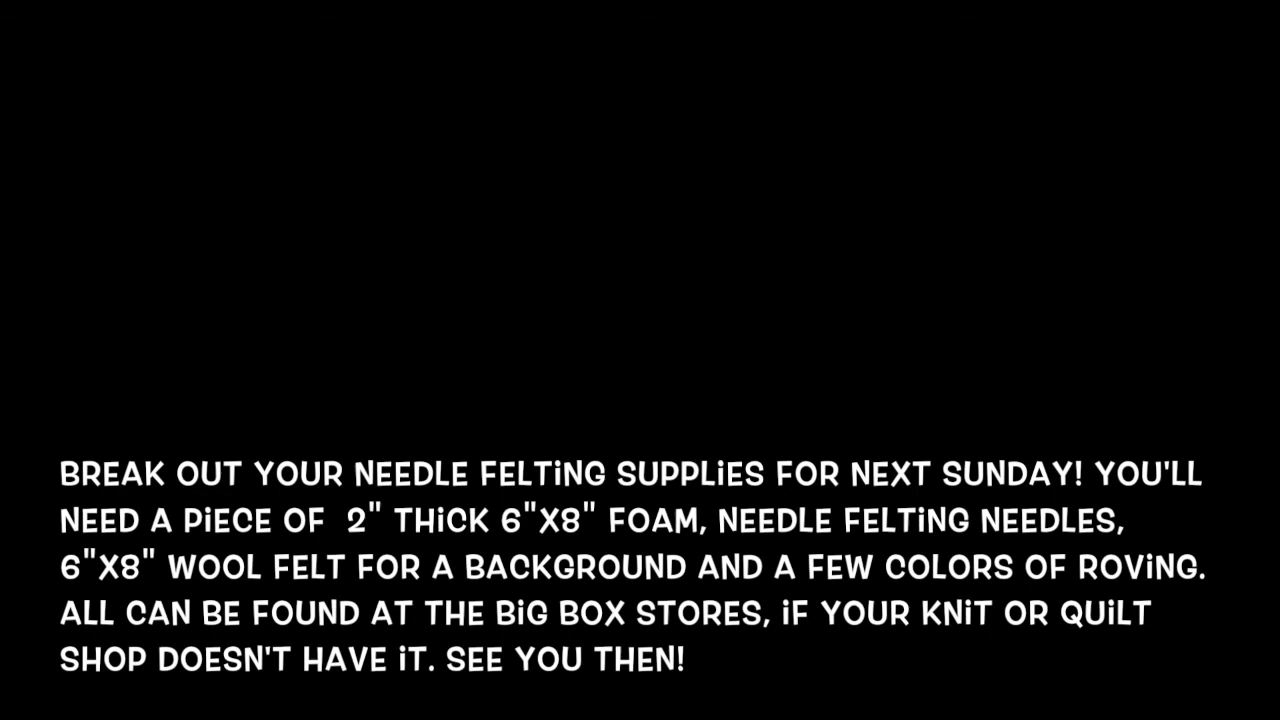 BREAK OUT YOUR NEEDLE FELTING SUPPLIES FOR NEXT SUNDAY! YOU'LL
NEED A PIECE OF 2" THICK 6"X8" FOAM, NEEDLE FELTING NEEDLES,
6"X8" WOOL FELT FOR A BACKGROUND AND A FEW COLORS OF ROVING.
ALL CAN BE FOUND AT THE BIG BOX STORES, IF YOUR KNIT OR QUILT
SHOP DOESN'T HAVE IT. SEE YOU THEN!